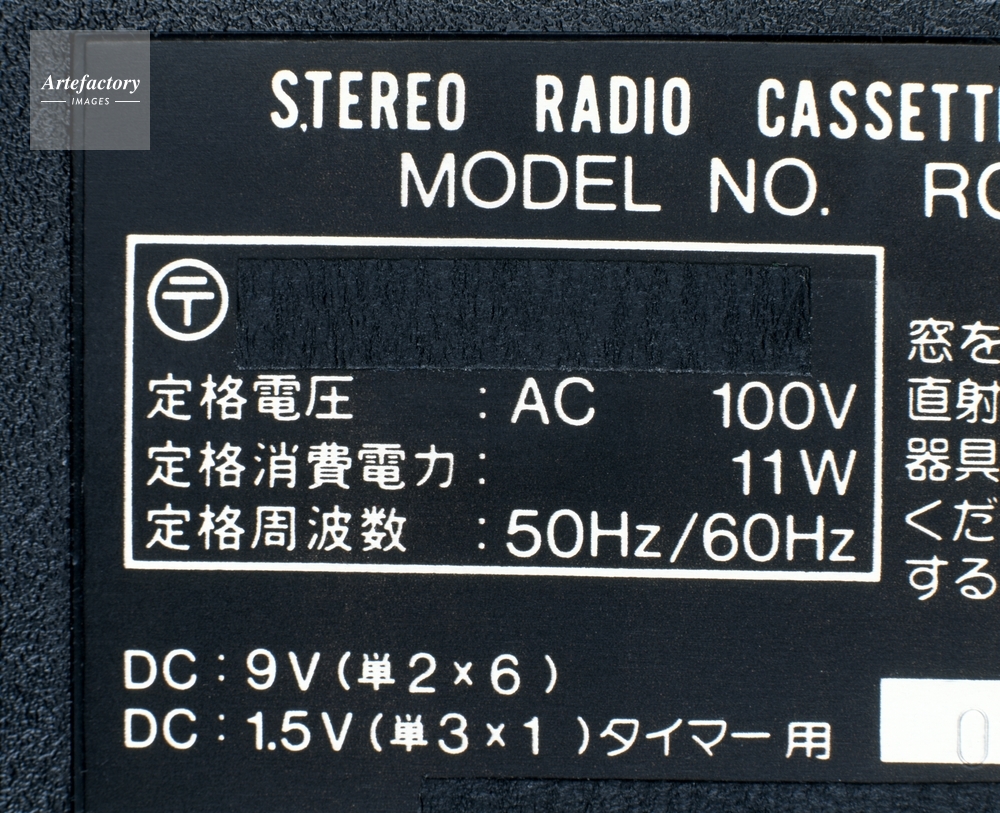 Artefactory
IMAGES
STEREO RADIO CASSETT
MODEL NO. RC
〒
定格電圧 : AC 100V
定格消費電力 : 11W
定格周波数 : 50Hz/60Hz
窓を
直射
器具
くだ
する
DC : 9V (単2×6)
DC : 1.5V (単3×1) タイマー用
0